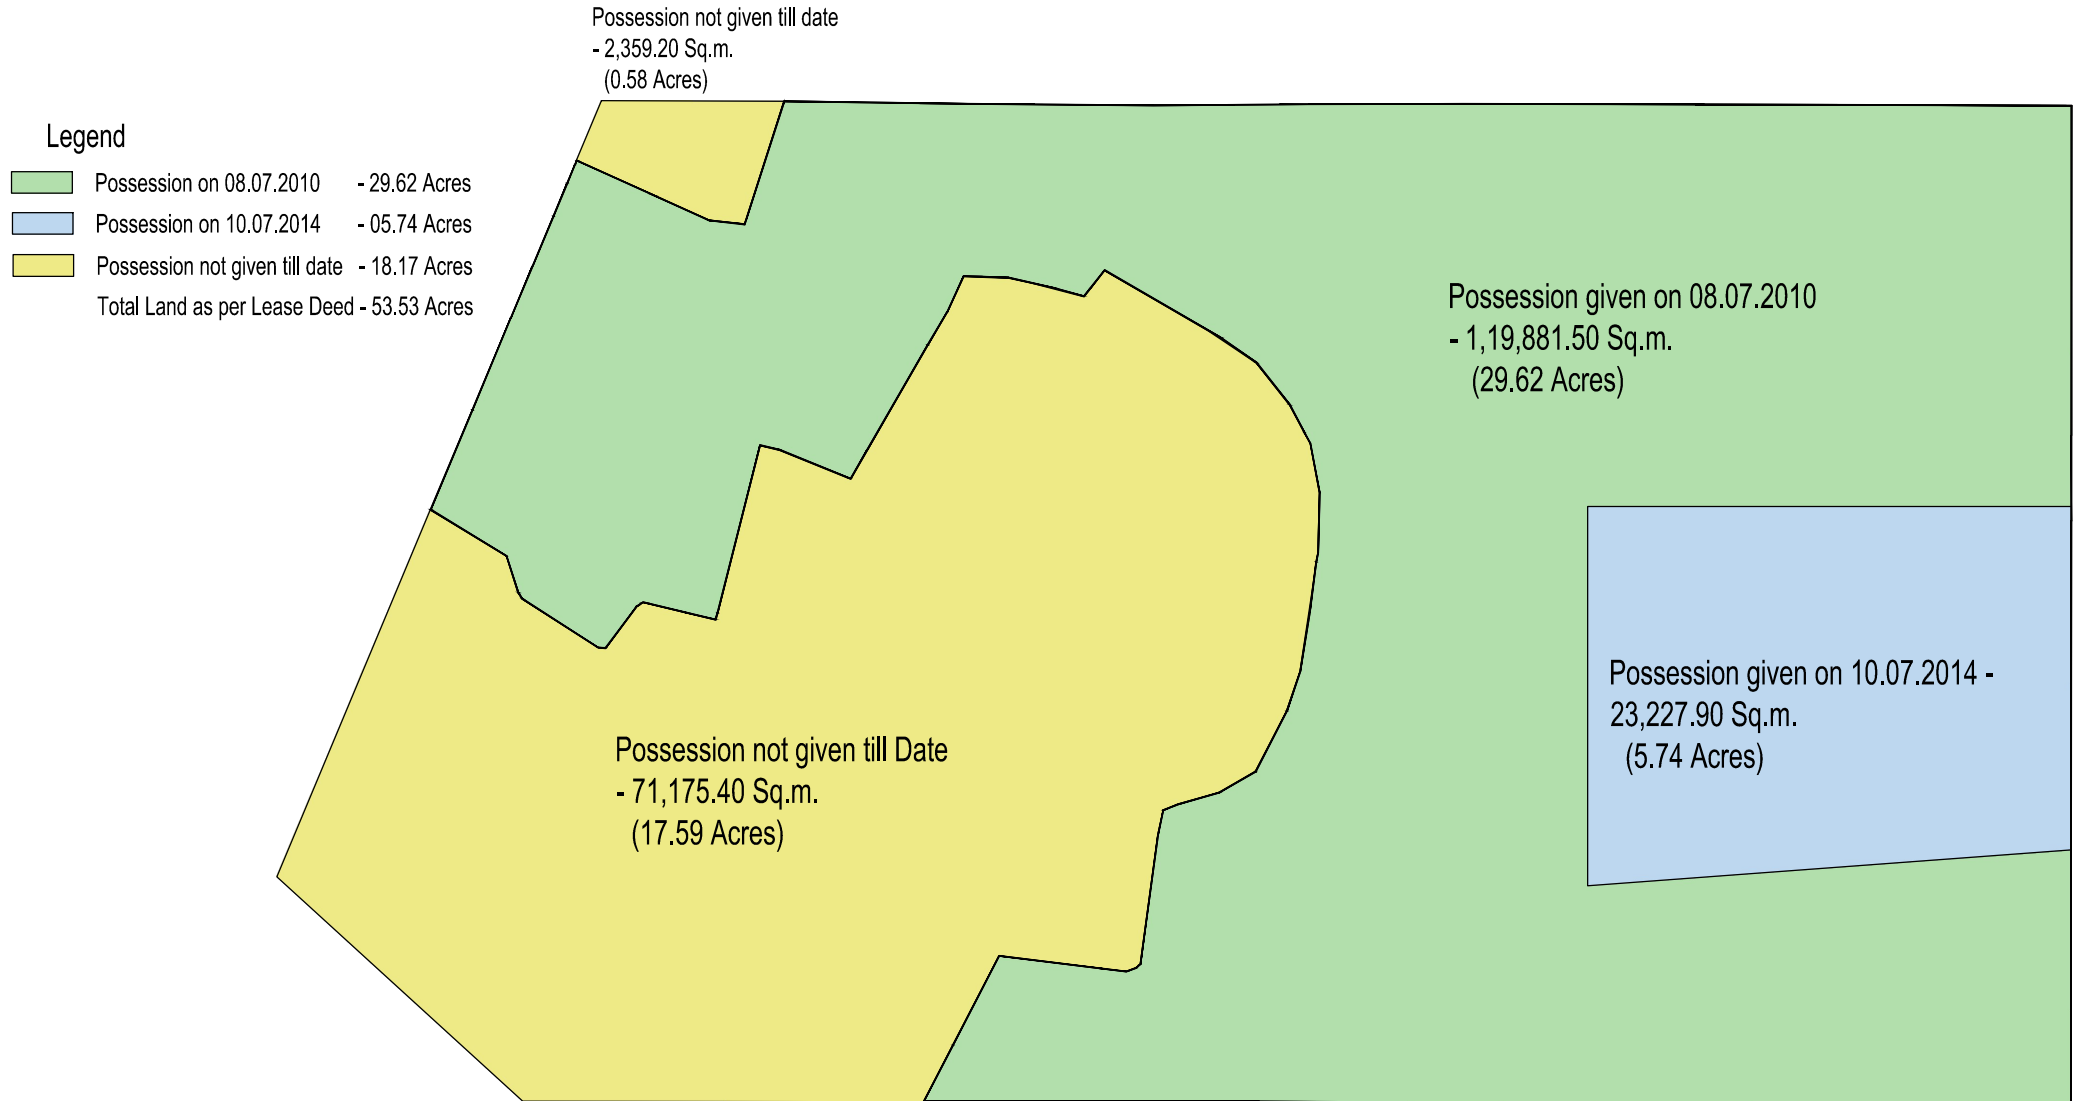 Possession not given till date
- 2,359.20 Sq.m.
(0.58 Acres)
Legend
Possession on 08.07.2010 - 29.62 Acres
Possession on 10.07.2014 - 05.74 Acres
Possession not given till date - 18.17 Acres
Total Land as per Lease Deed - 53.53 Acres
Possession given on 08.07.2010
- 1,19,881.50 Sq.m.
(29.62 Acres)
Possession given on 10.07.2014 -
23,227.90 Sq.m.
(5.74 Acres)
Possession not given till Date
- 71,175.40 Sq.m.
(17.59 Acres)